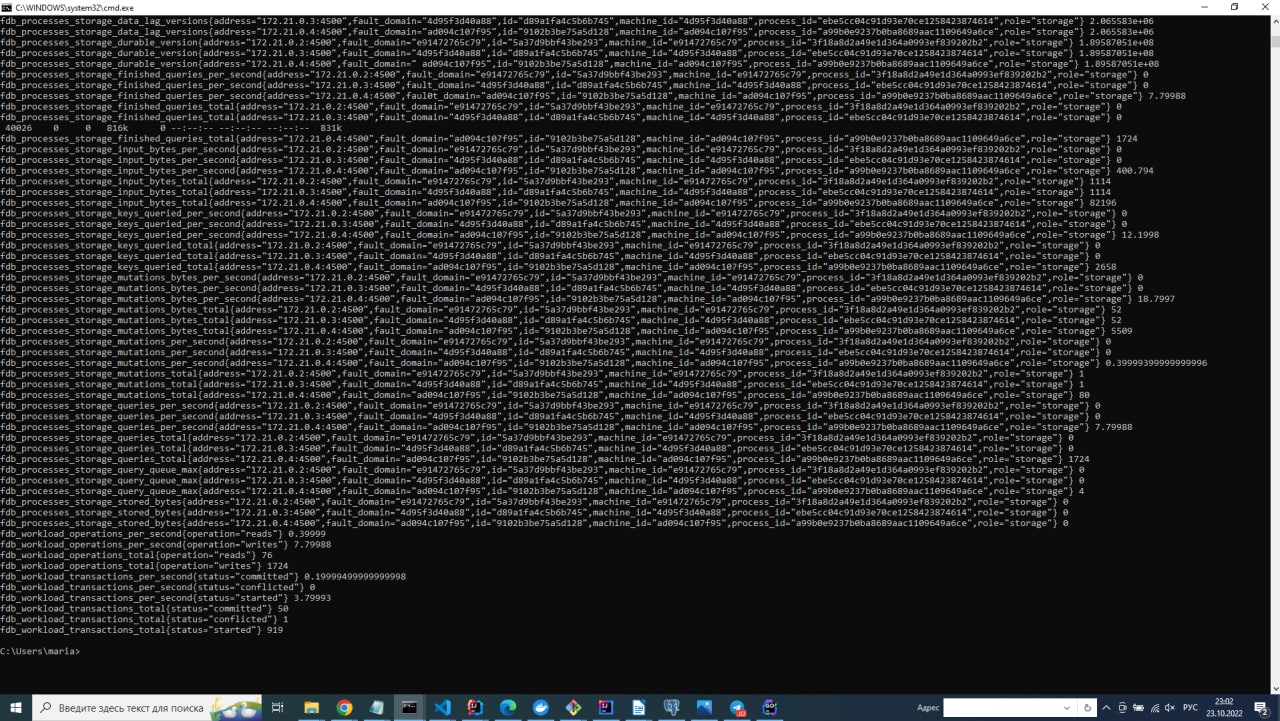 C:\WINDOWS\system32\cmd.exe
fdb_processes_storage_data_lag_versions{address="172.21.0.3:4500",fault_domain="4d95f3d40a88",id="d89a1fa4c5b6b745",machine_id="4d95f3d40a88",process_id="ebe5cc04c91d93e70ce1258423874614",role="storage"} 2.065583e+06
fdb_processes_storage_data_lag_versions{address="172.21.0.4:4500",fault_domain="ad094c107f95",id="9102b3be75a5d128",machine_id="ad094c107f95",process_id="a99b0e9237b0ba8689aac1109649a6ce",role="storage"} 2.065583e+06
fdb_processes_storage_durable_version{address="172.21.0.2:4500",fault_domain="e91472765c79",id="5a37d9bbf43be293",machine_id="e91472765c79",process_id="3f18a8d2a49e1d364a0993ef839202b2",role="storage"} 1.89587051e+08
fdb_processes_storage_durable_version{address="172.21.0.3:4500",fault_domain="4d95f3d40a88",id="d89a1fa4c5b6b745",machine_id="4d95f3d40a88",process_id="ebe5cc04c91d93e70ce1258423874614",role="storage"} 1.89587051e+08
fdb_processes_storage_durable_version{address="172.21.0.4:4500",fault_domain=" ad094c107f95",id="9102b3be75a5d128",machine_id="ad094c107f95",process_id="a99b0e9237b0ba8689aac1109649a6ce",role="storage"} 1.89587051e+08
fdb_processes_storage_finished_queries_per_second{address="172.21.0.2:4500",fault_domain="e91472765c79",id="5a37d9bbf43be293",machine_id="e91472765c79",process_id="3f18a8d2a49e1d364a0993ef839202b2",role="storage"} 0
fdb_processes_storage_finished_queries_per_second{address="172.21.0.3:4500",fault_domain="4d95f3d40a88",id="d89a1fa4c5b6b745",machine_id="4d95f3d40a88",process_id="ebe5cc04c91d93e70ce1258423874614",role="storage"} 0
fdb_processes_storage_finished_queries_per_second{address="172.21.0.4:4500",faul0t_domain="ad094c107f95",id="9102b3be75a5d128",machine_id="ad094c107f95",process_id="a99b0e9237b0ba8689aac1109649a6ce",role="storage"} 7.79988
fdb_processes_storage_finished_queries_total{address="172.21.0.2:4500",fault_domain="e91472765c79",id="5a37d9bbf43be293",machine_id="e91472765c79",process_id="3f18a8d2a49e1d364a0993ef839202b2",role="storage"} 0
fdb_processes_storage_finished_queries_total{address="172.21.0.3:4500",fault_domain="4d95f3d40a88",id="d89a1fa4c5b6b745",machine_id="4d95f3d40a88",process_id="ebe5cc04c91d93e70ce1258423874614",role="storage"} 0
40026    0     0   816k      0 --:--:-- --:--:-- --:--:--  831k
fdb_processes_storage_finished_queries_total{address="172.21.0.4:4500",fault_domain="ad094c107f95",id="9102b3be75a5d128",machine_id="ad094c107f95",process_id="a99b0e9237b0ba8689aac1109649a6ce",role="storage"} 1724
fdb_processes_storage_input_bytes_per_second{address="172.21.0.2:4500",fault_domain="e91472765c79",id="5a37d9bbf43be293",machine_id="e91472765c79",process_id="3f18a8d2a49e1d364a0993ef839202b2",role="storage"} 0
fdb_processes_storage_input_bytes_per_second{address="172.21.0.3:4500",fault_domain="4d95f3d40a88",id="d89a1fa4c5b6b745",machine_id="4d95f3d40a88",process_id="ebe5cc04c91d93e70ce1258423874614",role="storage"} 0
fdb_processes_storage_input_bytes_per_second{address="172.21.0.4:4500",fault_domain="ad094c107f95",id="9102b3be75a5d128",machine_id="ad094c107f95",process_id="a99b0e9237b0ba8689aac1109649a6ce",role="storage"} 400.794
fdb_processes_storage_input_bytes_total{address="172.21.0.2:4500",fault_domain="e91472765c79",id="5a37d9bbf43be293",machine_id="e91472765c79",process_id="3f18a8d2a49e1d364a0993ef839202b2",role="storage"} 1114
fdb_processes_storage_input_bytes_total{address="172.21.0.3:4500",fault_domain="4d95f3d40a88",id="d89a1fa4c5b6b745",machine_id="4d95f3d40a88",process_id="ebe5cc04c91d93e70ce1258423874614",role="storage"} 1114
fdb_processes_storage_input_bytes_total{address="172.21.0.4:4500",fault_domain="ad094c107f95",id="9102b3be75a5d128",machine_id="ad094c107f95",process_id="a99b0e9237b0ba8689aac1109649a6ce",role="storage"} 82196
fdb_processes_storage_keys_queried_per_second{address="172.21.0.2:4500",fault_domain="e91472765c79",id="5a37d9bbf43be293",machine_id="e91472765c79",process_id="3f18a8d2a49e1d364a0993ef839202b2",role="storage"} 0
fdb_processes_storage_keys_queried_per_second{address="172.21.0.3:4500",fault_domain="4d95f3d40a88",id="d89a1fa4c5b6b745",machine_id="4d95f3d40a88",process_id="ebe5cc04c91d93e70ce1258423874614",role="storage"} 0
fdb_processes_storage_keys_queried_per_second{address="172.21.0.4:4500",fault_domain="ad094c107f95",id="9102b3be75a5d128",machine_id="ad094c107f95",process_id="a99b0e9237b0ba8689aac1109649a6ce",role="storage"} 12.1998
fdb_processes_storage_keys_queried_total{address="172.21.0.2:4500",fault_domain="e91472765c79",id="5a37d9bbf43be293",machine_id="e91472765c79",process_id="3f18a8d2a49e1d364a0993ef839202b2",role="storage"} 0
fdb_processes_storage_keys_queried_total{address="172.21.0.3:4500",fault_domain="4d95f3d40a88",id="d89a1fa4c5b6b745",machine_id="4d95f3d40a88",process_id="ebe5cc04c91d93e70ce1258423874614",role="storage"} 0
fdb_processes_storage_keys_queried_total{address="172.21.0.4:4500",fault_domain="ad094c107f95",id="9102b3be75a5d128",machine_id="ad094c107f95",process_id="a99b0e9237b0ba8689aac1109649a6ce",role="storage"} 2658
fdb_processes_storage_mutations_bytes_per_second{address="172.21.0.2:4500",fault_domain="e91472765c79",id="5a37d9bbf43be293",machine_id="e91472765c79",process_id="3f18a8d2a49e1d364a0993ef839202b2",role="storage"} 0
fdb_processes_storage_mutations_bytes_per_second{address="172.21.0.3:4500",fault_domain="4d95f3d40a88",id="d89a1fa4c5b6b745",machine_id="4d95f3d40a88",process_id="ebe5cc04c91d93e70ce1258423874614",role="storage"} 0
fdb_processes_storage_mutations_bytes_per_second{address="172.21.0.4:4500",fault_domain="ad094c107f95",id="9102b3be75a5d128",machine_id="ad094c107f95",process_id="a99b0e9237b0ba8689aac1109649a6ce",role="storage"} 18.7997
fdb_processes_storage_mutations_bytes_total{address="172.21.0.2:4500",fault_domain="e91472765c79",id="5a37d9bbf43be293",machine_id="e91472765c79",process_id="3f18a8d2a49e1d364a0993ef839202b2",role="storage"} 52
fdb_processes_storage_mutations_bytes_total{address="172.21.0.3:4500",fault_domain="4d95f3d40a88",id="d89a1fa4c5b6b745",machine_id="4d95f3d40a88",process_id="ebe5cc04c91d93e70ce1258423874614",role="storage"} 52
fdb_processes_storage_mutations_bytes_total{address="172.21.0.4:4500",fault_domain="ad094c107f95",id="9102b3be75a5d128",machine_id="ad094c107f95",process_id="a99b0e9237b0ba8689aac1109649a6ce",role="storage"} 5509
fdb_processes_storage_mutations_per_second{address="172.21.0.2:4500",fault_domain="e91472765c79",id="5a37d9bbf43be293",machine_id="e91472765c79",process_id="3f18a8d2a49e1d364a0993ef839202b2",role="storage"} 0
fdb_processes_storage_mutations_per_second{address="172.21.0.3:4500",fault_domain="4d95f3d40a88",id="d89a1fa4c5b6b745",machine_id="4d95f3d40a88",process_id="ebe5cc04c91d93e70ce1258423874614",role="storage"} 0
fdb_processes_storage_mutations_per_second{address="172.21.0.4:4500",fault_domain="ad094c107f95",id="9102b3be75a5d128",machine_id="ad094c107f95",process_id="a99b0e9237b0ba8689aac1109649a6ce",role="storage"} 0.39999399999999996
fdb_processes_storage_mutations_total{address="172.21.0.2:4500",fault_domain="e91472765c79",id="5a37d9bbf43be293",machine_id="e91472765c79",process_id="3f18a8d2a49e1d364a0993ef839202b2",role="storage"} 1
fdb_processes_storage_mutations_total{address="172.21.0.3:4500",fault_domain="4d95f3d40a88",id="d89a1fa4c5b6b745",machine_id="4d95f3d40a88",process_id="ebe5cc04c91d93e70ce1258423874614",role="storage"} 1
fdb_processes_storage_mutations_total{address="172.21.0.4:4500",fault_domain="ad094c107f95",id="9102b3be75a5d128",machine_id="ad094c107f95",process_id="a99b0e9237b0ba8689aac1109649a6ce",role="storage"} 80
fdb_processes_storage_queries_per_second{address="172.21.0.2:4500",fault_domain="e91472765c79",id="5a37d9bbf43be293",machine_id="e91472765c79",process_id="3f18a8d2a49e1d364a0993ef839202b2",role="storage"} 0
fdb_processes_storage_queries_per_second{address="172.21.0.3:4500",fault_domain="4d95f3d40a88",id="d89a1fa4c5b6b745",machine_id="4d95f3d40a88",process_id="ebe5cc04c91d93e70ce1258423874614",role="storage"} 0
fdb_processes_storage_queries_per_second{address="172.21.0.4:4500",fault_domain="ad094c107f95",id="9102b3be75a5d128",machine_id="ad094c107f95",process_id="a99b0e9237b0ba8689aac1109649a6ce",role="storage"} 7.79988
fdb_processes_storage_queries_total{address="172.21.0.2:4500",fault_domain="e91472765c79",id="5a37d9bbf43be293",machine_id="e91472765c79",process_id="3f18a8d2a49e1d364a0993ef839202b2",role="storage"} 0
fdb_processes_storage_queries_total{address="172.21.0.3:4500",fault_domain="4d95f3d40a88",id="d89a1fa4c5b6b745",machine_id="4d95f3d40a88",process_id="ebe5cc04c91d93e70ce1258423874614",role="storage"} 0
fdb_processes_storage_queries_total{address="172.21.0.4:4500",fault_domain="ad094c107f95",id="9102b3be75a5d128",machine_id="ad094c107f95",process_id="a99b0e9237b0ba8689aac1109649a6ce",role="storage"} 1724
fdb_processes_storage_query_queue_max{address="172.21.0.2:4500",fault_domain="e91472765c79",id="5a37d9bbf43be293",machine_id="e91472765c79",process_id="3f18a8d2a49e1d364a0993ef839202b2",role="storage"} 0
fdb_processes_storage_query_queue_max{address="172.21.0.3:4500",fault_domain="4d95f3d40a88",id="d89a1fa4c5b6b745",machine_id="4d95f3d40a88",process_id="ebe5cc04c91d93e70ce1258423874614",role="storage"} 0
fdb_processes_storage_query_queue_max{address="172.21.0.4:4500",fault_domain="ad094c107f95",id="9102b3be75a5d128",machine_id="ad094c107f95",process_id="a99b0e9237b0ba8689aac1109649a6ce",role="storage"} 4
fdb_processes_storage_stored_bytes{address="172.21.0.2:4500",fault_domain="e91472765c79",id="5a37d9bbf43be293",machine_id="e91472765c79",process_id="3f18a8d2a49e1d364a0993ef839202b2",role="storage"} 0
fdb_processes_storage_stored_bytes{address="172.21.0.3:4500",fault_domain="4d95f3d40a88",id="d89a1fa4c5b6b745",machine_id="4d95f3d40a88",process_id="ebe5cc04c91d93e70ce1258423874614",role="storage"} 0
fdb_processes_storage_stored_bytes{address="172.21.0.4:4500",fault_domain="ad094c107f95",id="9102b3be75a5d128",machine_id="ad094c107f95",process_id="a99b0e9237b0ba8689aac1109649a6ce",role="storage"} 0
fdb_workload_operations_per_second{operation="reads"} 0.39999
fdb_workload_operations_per_second{operation="writes"} 7.79988
fdb_workload_operations_total{operation="reads"} 76
fdb_workload_operations_total{operation="writes"} 1724
fdb_workload_transactions_per_second{status="committed"} 0.19999499999999998
fdb_workload_transactions_per_second{status="conflicted"} 0
fdb_workload_transactions_per_second{status="started"} 3.79993
fdb_workload_transactions_total{status="committed"} 50
fdb_workload_transactions_total{status="conflicted"} 1
fdb_workload_transactions_total{status="started"} 919
C:\Users\maria>
Введите здесь текст для поиска
Адрес
РУС
23:02
23.10.2022
2